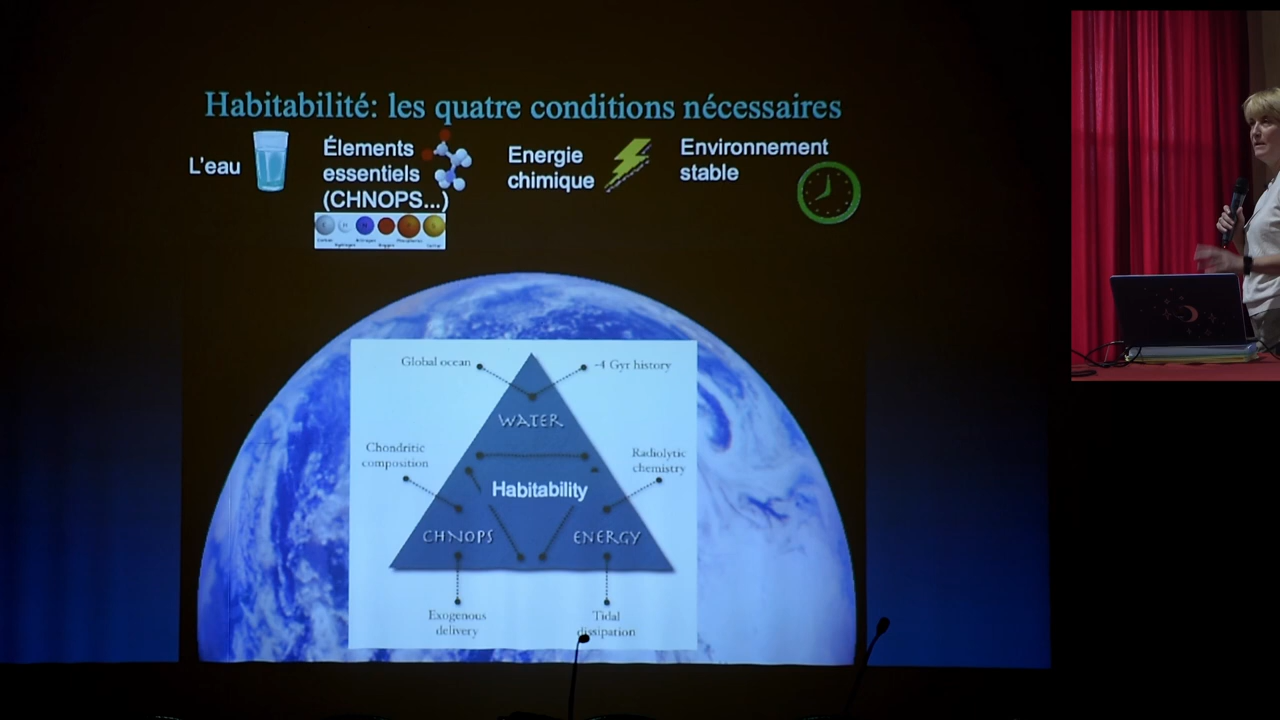 Habitabilité: les quatre conditions nécessaires
L'eau
Élements
essentiels
(CHNOPS...)
Energie
chimique
Environnement
stable
Global ocean
~4 Gyr history
WATER
Chondritic
composition
Radiolytic
chemistry
Habitability
CHNOPS
ENERGY
Exogenous
delivery
Tidal
dissipation